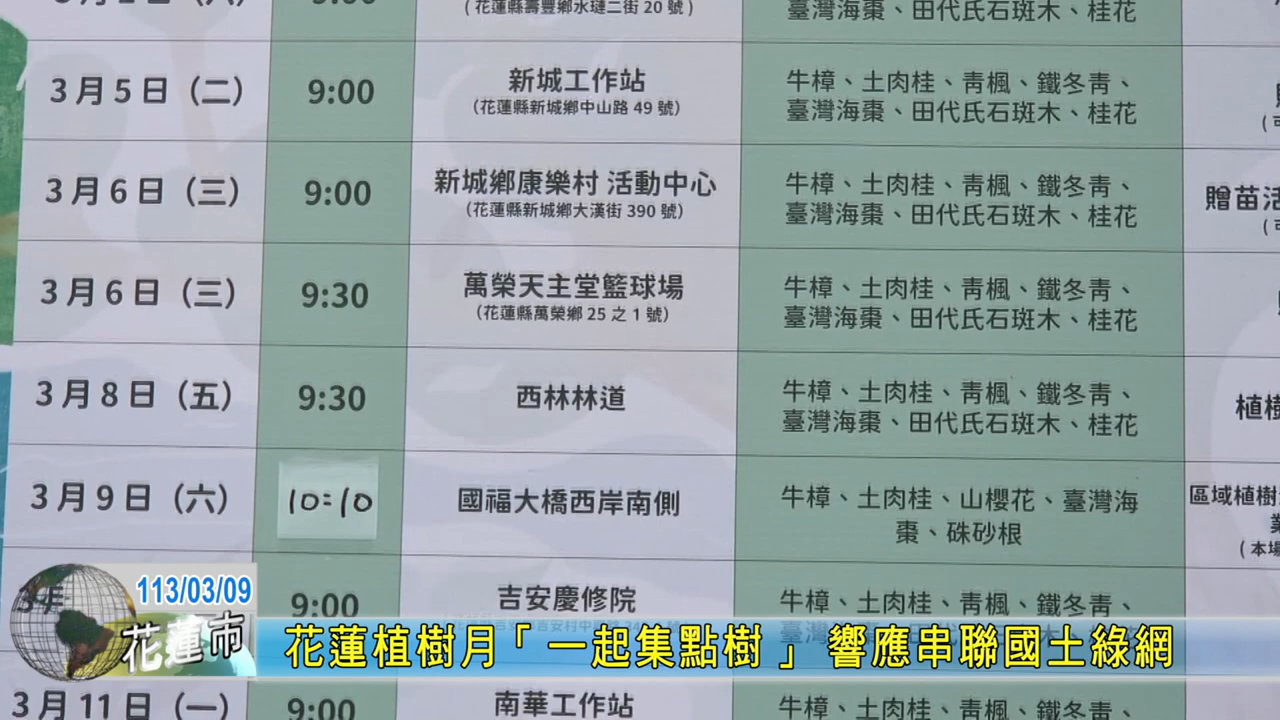 (花蓮縣壽豐鄉水璉二街 20 號)
臺灣海棗、田代氏石斑木、桂花
3月5日（二）
9:00
新城工作站
（花蓮縣新城鄉中山路 49 號）
牛樟、土肉桂、青楓、鐵冬青、
臺灣海棗、田代氏石斑木、桂花
3月6日（三）
9:00
新城鄉康樂村 活動中心
（花蓮縣新城鄉大漢街 390 號）
牛樟、土肉桂、青楓、鐵冬青、
臺灣海棗、田代氏石斑木、桂花
贈苗活
3月6日（三）
9:30
萬榮天主堂籃球場
（花蓮縣萬榮鄉 25 之 1 號）
牛樟、土肉桂、青楓、鐵冬青、
臺灣海棗、田代氏石斑木、桂花
3月8日（五）
9:30
西林林道
牛樟、土肉桂、青楓、鐵冬青、
臺灣海棗、田代氏石斑木、桂花
植樹
3月9日（六）
10:10
國福大橋西岸南側
牛樟、土肉桂、山櫻花、臺灣海
棗、硃砂根
區域植樹
業
(本場
9:00
吉安慶修院
牛樟、土肉桂、青楓、鐵冬青、
113/03/09
花蓮市
花蓮植樹月「一起集點樹」 響應串聯國土綠網
3月11日（一）
9:00
南華工作站
牛樟、土肉桂、青楓、鐵冬青、